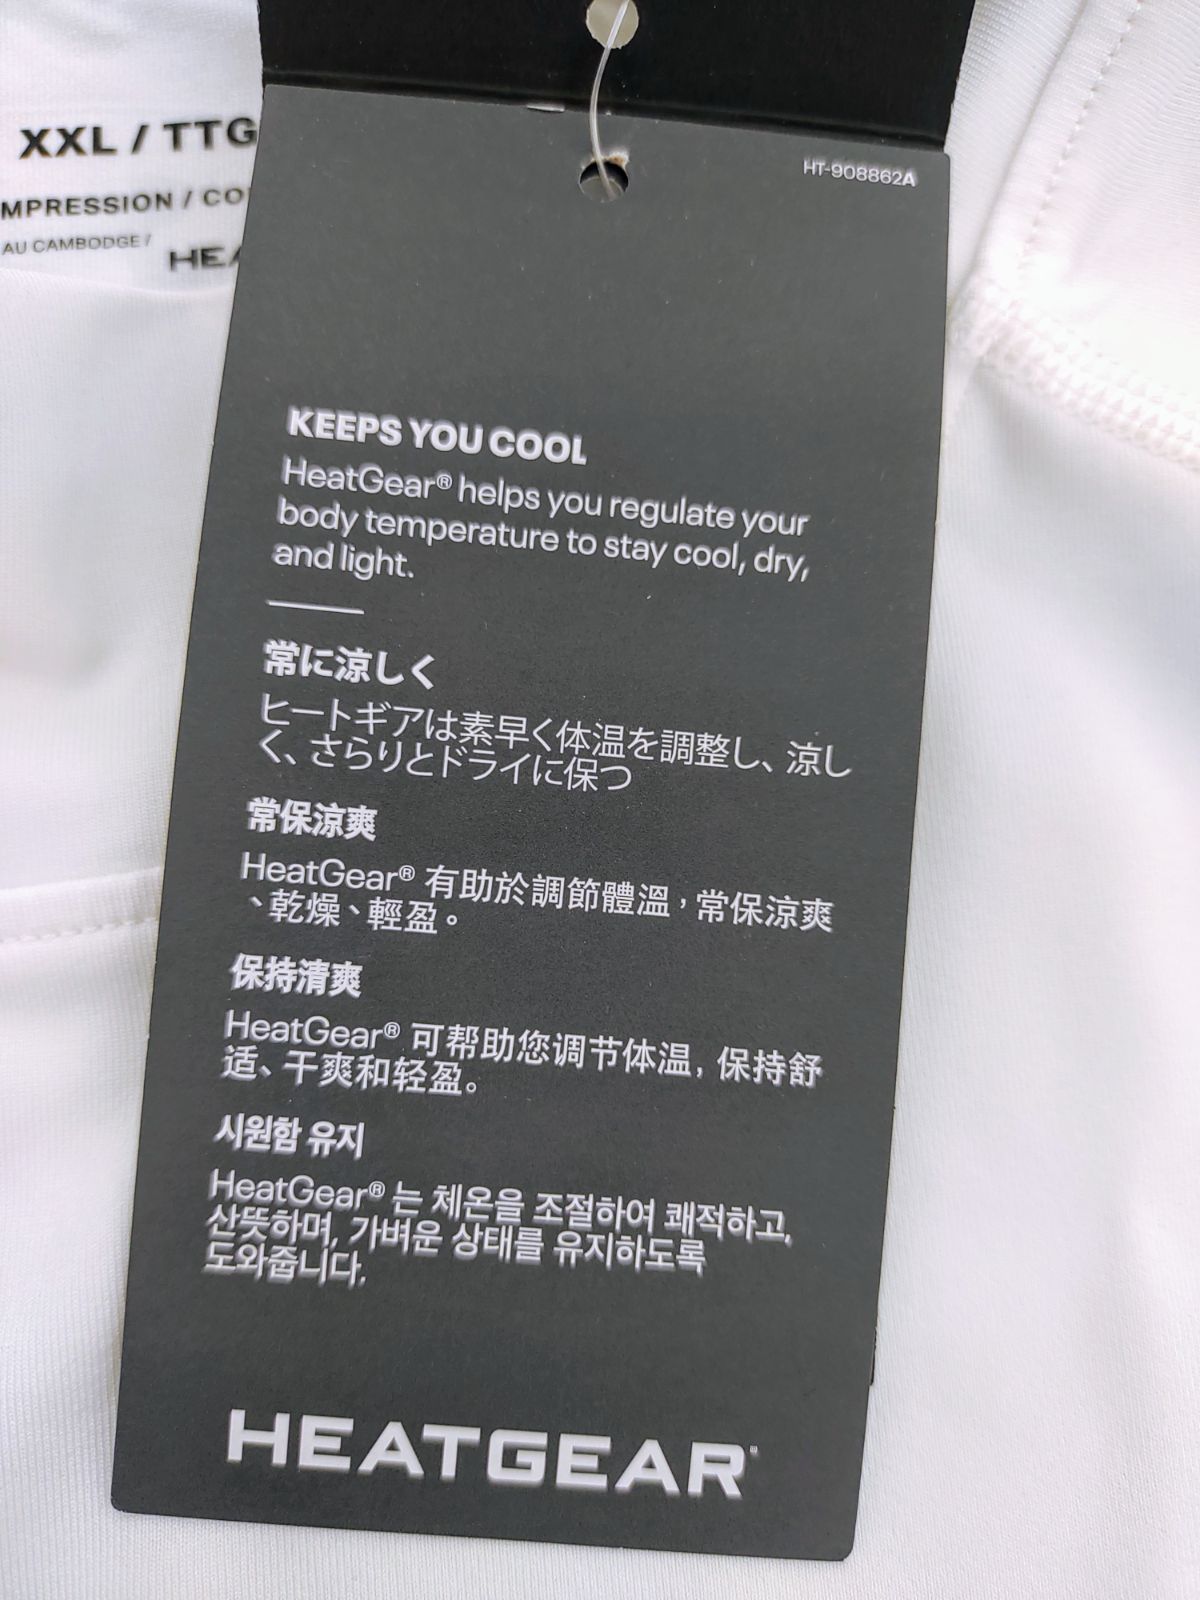 XXL / TTG
MPRESSION / CO
AU CAMBODGE /
HEA
HT-908862A
KEEPS YOU COOL
HeatGear® helps you regulate your
body temperature to stay cool, dry,
and light.
常に涼しく
ヒートギアは素早く体温を調整し、涼し
く、さらりとドライに保つ
常保涼爽
HeatGear® 有助於調節體溫，常保涼爽
、乾燥、輕盈。
保持清爽
HeatGear® 可帮助您调节体温，保持舒
适、干爽和轻盈。
시원함 유지
HeatGear® 는 체온을 조절하여 쾌적하고,
산뜻하며, 가벼운 상태를 유지하도록
도와줍니다.
HEATGEAR®